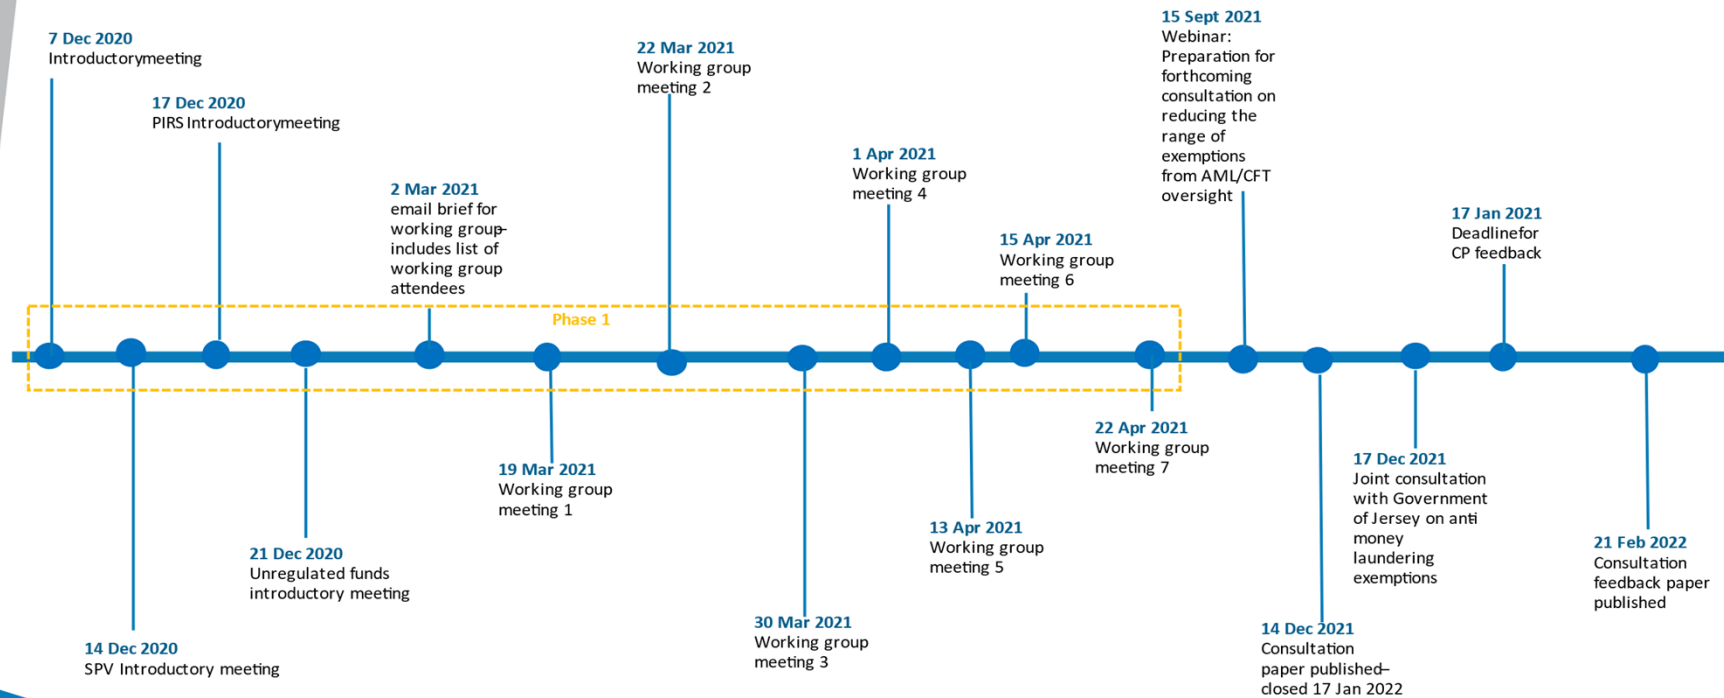 7 Dec 2020
Introductorymeeting
17 Dec 2020
PIRS Introductorymeeting
2 Mar 2021
email brief for
working group–
includes list of
working group
attendees
22 Mar 2021
Working group
meeting 2
1 Apr 2021
Working group
meeting 4
15 Apr 2021
Working group
meeting 6
15 Sept 2021
Webinar:
Preparation for
forthcoming
consultation on
reducing the
range of
exemptions
from AML/CFT
oversight
17 Jan 2021
Deadlinefor
CP feedback
Phase 1
14 Dec 2020
SPV Introductory meeting
21 Dec 2020
Unregulated funds
introductory meeting
19 Mar 2021
Working group
meeting 1
30 Mar 2021
Working group
meeting 3
13 Apr 2021
Working group
meeting 5
22 Apr 2021
Working group
meeting 7
14 Dec 2021
Consultation
paper published–
closed 17 Jan 2022
17 Dec 2021
Joint consultation
with Government
of Jersey on anti
money
laundering
exemptions
21 Feb 2022
Consultation
feedback paper
published